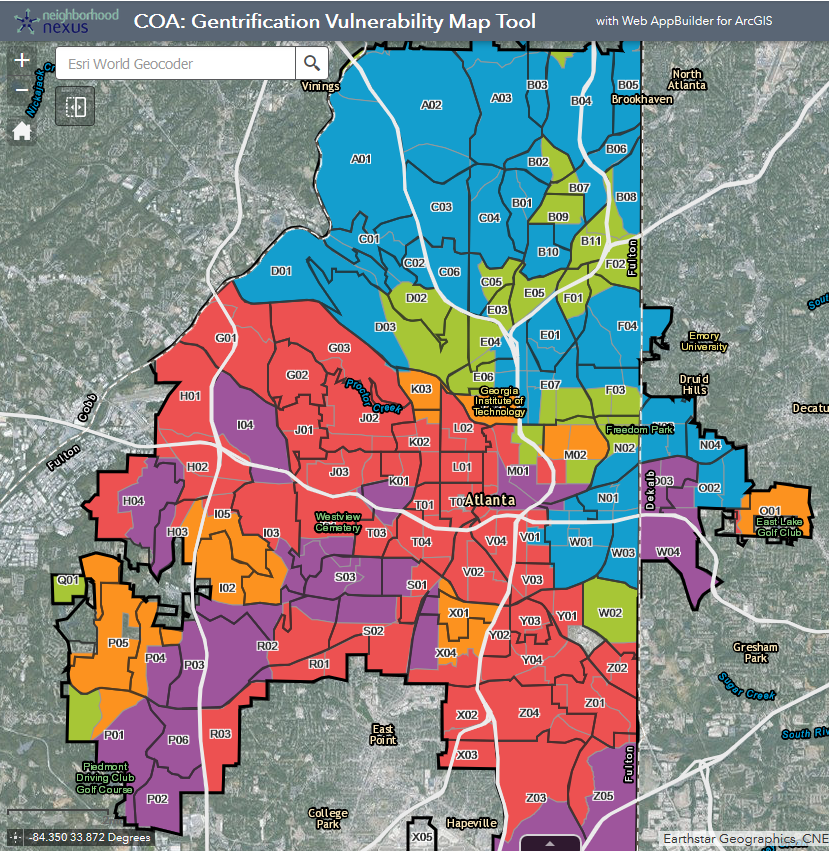 neighborhood
nexus
COA: Gentrification Vulnerability Map Tool
with Web AppBuilder for ArcGIS
+
Esri World Geocoder
−
Nickajack Cr
Vinings
North
Atlanta
Brookhaven
A02
A03
B03
B04
B05
A01
B02
B06
B07
B08
C03
C04
B01
B09
C01
B10
B11
C02
C06
F02
Fulton
D01
C05
D02
E05
F01
E03
D03
E01
F04
G01
G03
E04
Emory
University
G02
E06
E07
F03
Druid
Hills
H01
K03
Georgia
Institute of
Technology
Proctor
Creek
Cobb
J02
I04
J01
L02
Freedom Park
K02
M02
N02
N04
Fulton
H02
J03
L01
M01
K01
Dekalb
O03
O02
H04
N01
Atlanta
T01
O01
I05
Westview
Cemetery
East Lake
Golf Club
H03
I03
T03
T04
V04
V01
W01
W03
W04
Q01
I02
S03
S01
V02
V03
X01
Y03
Y01
W02
P05
S02
Y02
R02
P04
P03
R01
X04
Y04
Z02
Gresham
Park
Sugar Creek
Z01
X02
Z04
P01
P06
R03
East
Point
South Riv
X03
Fulton
Piedmont
Driving Club
Golf Course
P02
Z03
Z05
College
Park
Hapeville
X05
-84.350 33.872 Degrees
Earthstar Geographics, CNE